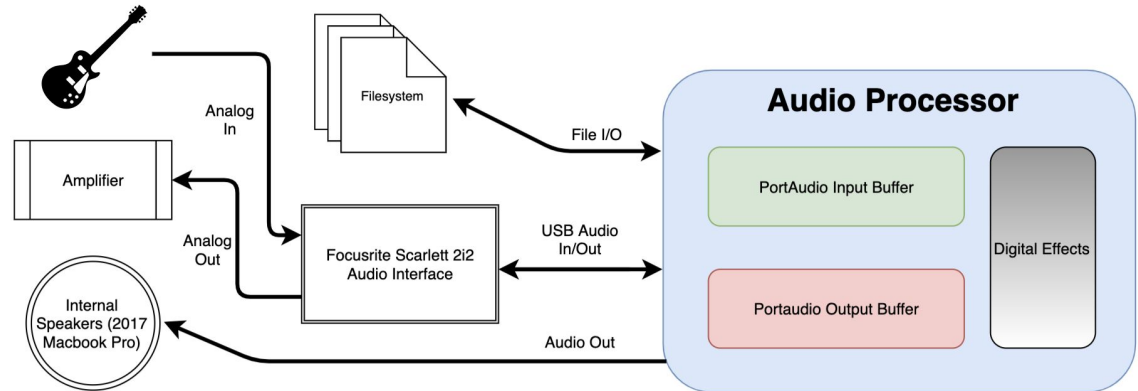 Analog
In
Filesystem
File I/O
Audio Processor
PortAudio Input Buffer
Amplifier
Analog
Out
Focusrite Scarlett 2i2
Audio Interface
USB Audio
In/Out
Digital Effects
Portaudio Output Buffer
Internal
Speakers (2017
Macbook Pro)
Audio Out